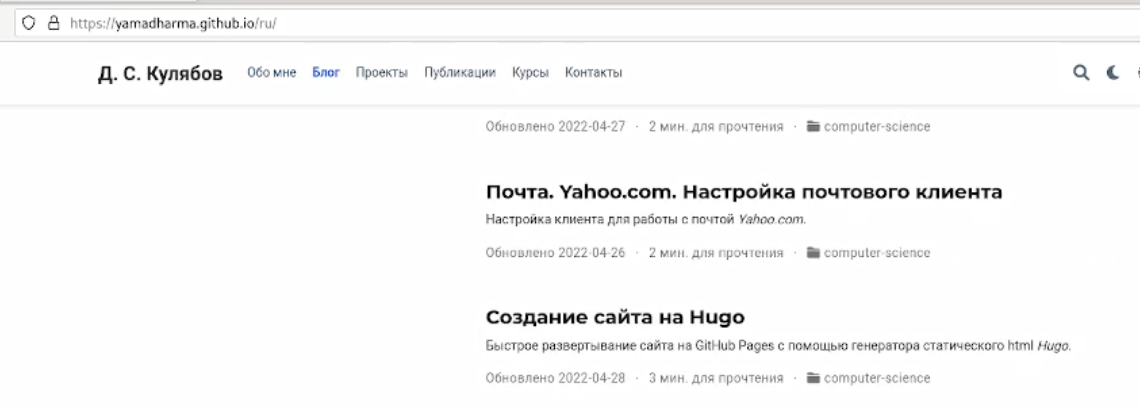 https://yamadharma.github.io/ru/
Д. С. Кулябов Обо мне Блог Проекты Публикации Курсы Контакты
Обновлено 2022-04-27 · 2 мин. для прочтения · computer-science
Почта. Yahoo.com. Настройка почтового клиента
Настройка клиента для работы с почтой Yahoo.com.
Обновлено 2022-04-26 · 2 мин. для прочтения · computer-science
Создание сайта на Hugo
Быстрое развертывание сайта на GitHub Pages с помощью генератора статического html Hugo.
Обновлено 2022-04-28 · 3 мин. для прочтения · computer-science